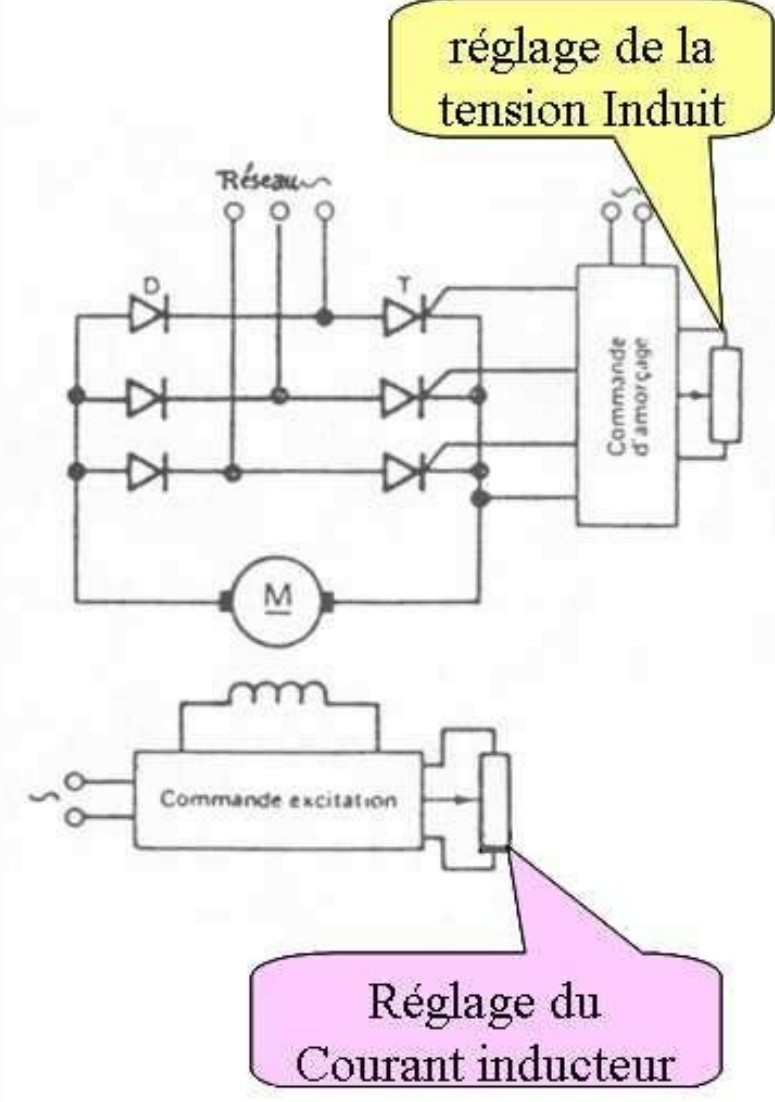 réglage de la
tension Induit
Réseau ~
~
D
T
Commande
d'amorçage
M
~
Commande excitation
Réglage du
Courant inducteur